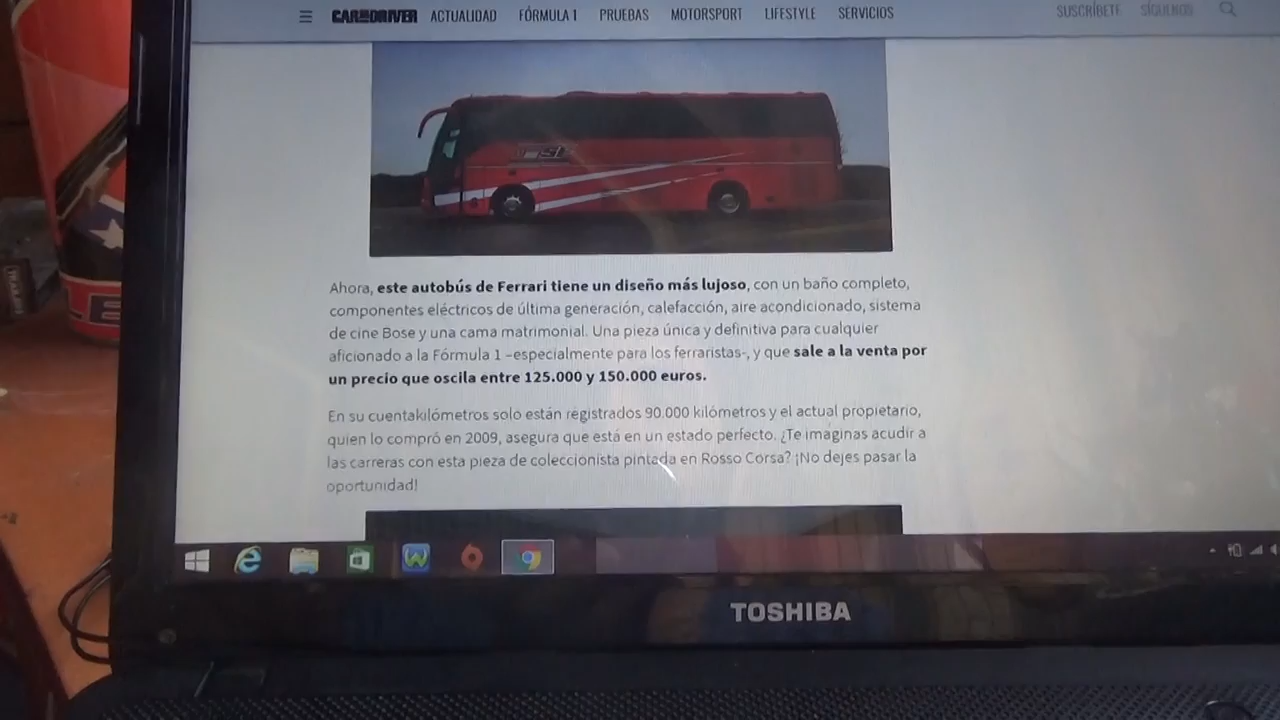 CAR AND DRIVER ACTUALIDAD FÓRMULA 1 PRUEBAS MOTORSPORT LIFESTYLE SERVICIOS SUSCRÍBETE SÍGUENOS
Ahora, este autobús de Ferrari tiene un diseño más lujoso, con un baño completo,
componentes eléctricos de última generación, calefacción, aire acondicionado, sistema
de cine Bose y una cama matrimonial. Una pieza única y definitiva para cualquier
aficionado a la Fórmula 1 –especialmente para los ferraristas-, y que sale a la venta por
un precio que oscila entre 125.000 y 150.000 euros.
En su cuentakilómetros solo están registrados 90.000 kilómetros y el actual propietario,
quien lo compró en 2009, asegura que está en un estado perfecto. ¿Te imaginas acudir a
las carreras con esta pieza de coleccionista pintada en Rosso Corsa? ¡No dejes pasar la
oportunidad!
TOSHIBA